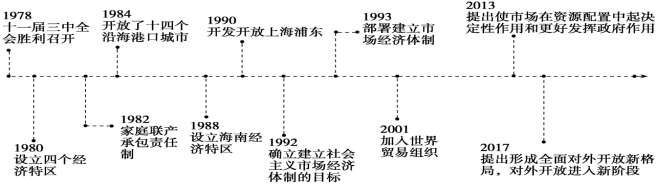 1978
十一届三中全
会胜利召开
1984
开放了十四个
沿海港口城市
1990
开发开放上海浦东
1993
部署建立市
场经济体制
2013
提出使市场在资源配置中起决
定性作用和更好发挥政府作用
1980
设立四个经
济特区
1982
家庭联产
承包责任
制
1988
设立海南经
济特区
1992
确立建立社会
主义市场经济
体制的目标
2001
加入世界
贸易组织
2017
提出形成全面对外开放新格
局，对外开放进入新阶段